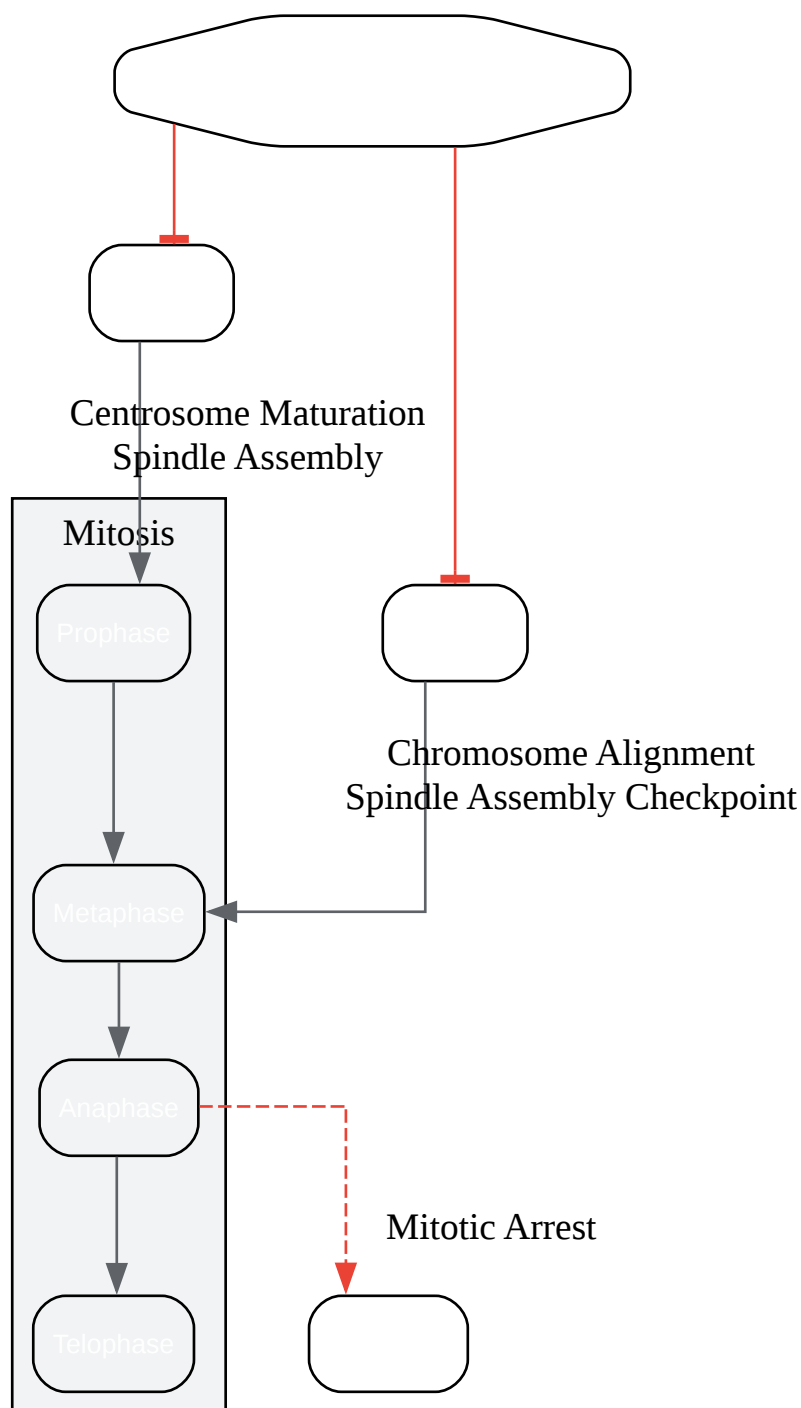 Centrosome Maturation
Spindle Assembly
Mitosis
Prophase
Chromosome Alignment
Spindle Assembly Checkpoint
Metaphase
Anaphase
Mitotic Arrest
Telophase